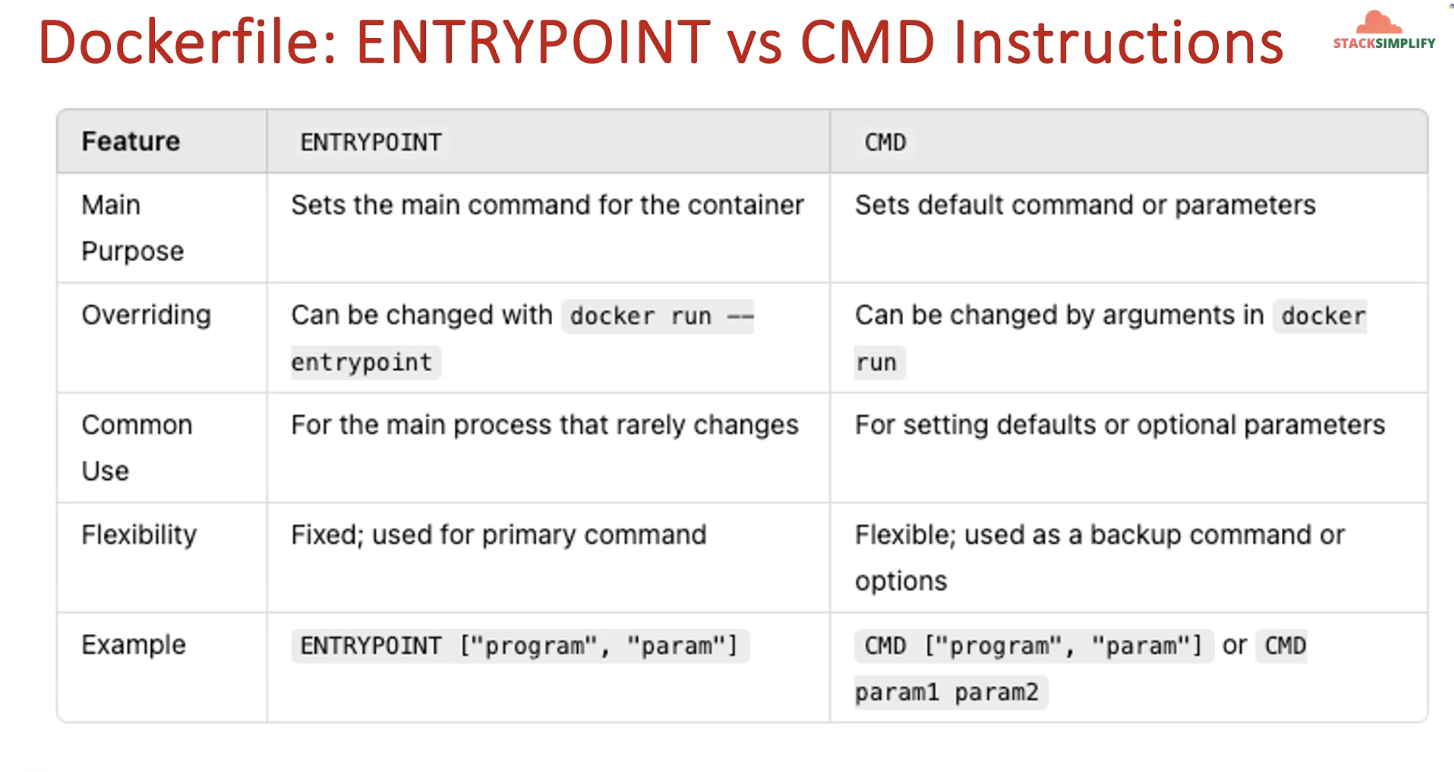 Dockerfile: ENTRYPOINT vs CMD Instructions
STACKSIMPLIFY
Feature
ENTRYPOINT
CMD
Main
Purpose
Sets the main command for the container
Sets default command or parameters
Overriding
Can be changed with docker run --
entrypoint
Can be changed by arguments in docker
run
Common
Use
For the main process that rarely changes
For setting defaults or optional parameters
Flexibility
Fixed; used for primary command
Flexible; used as a backup command or
options
Example
ENTRYPOINT ["program", "param"]
CMD ["program", "param"] or CMD
param1 param2